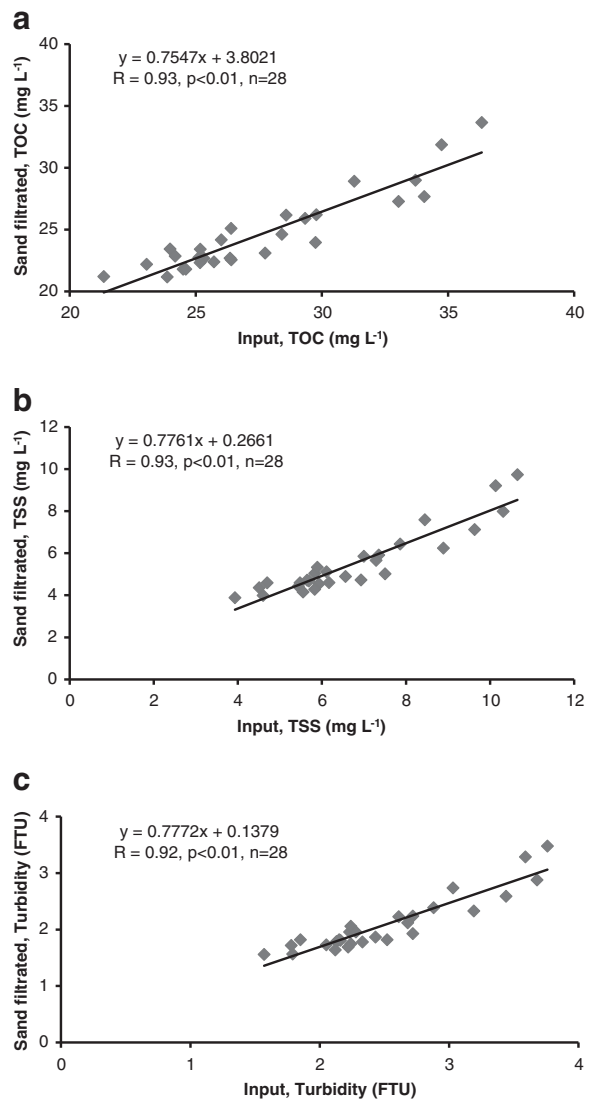 a
y = 0.7547x + 3.8021
R = 0.93, p<0.01, n=28
Sand filtrated, TOC (mg L-1)
40
35
30
25
20
20 25 30 35 40
Input, TOC (mg L-1)
b
y = 0.7761x + 0.2661
R = 0.93, p<0.01, n=28
Sand filtrated, TSS (mg L-1)
12
10
8
6
4
2
0
0 2 4 6 8 10 12
Input, TSS (mg L-1)
c
y = 0.7772x + 0.1379
R = 0.92, p<0.01, n=28
Sand filtrated, Turbidity (FTU)
4
3
2
1
0
0 1 2 3 4
Input, Turbidity (FTU)